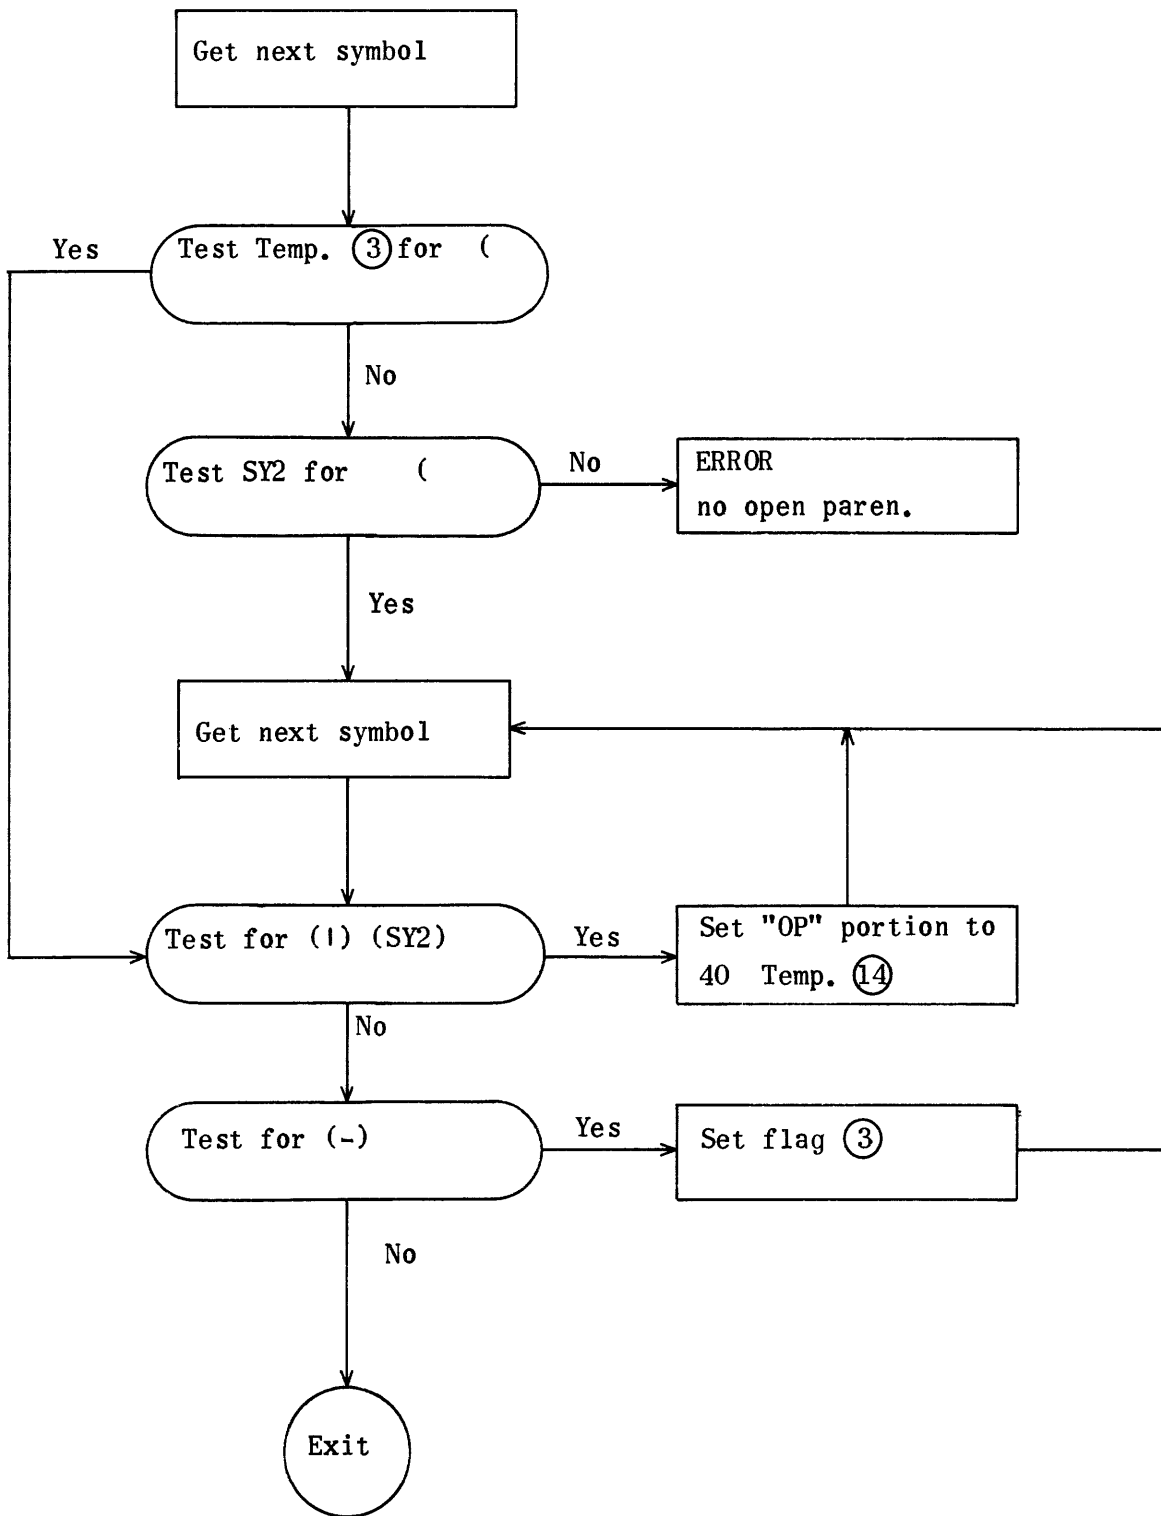 Get next symbol
Yes
Test Temp. ③ for (
No
Test SY2 for (
No
ERROR
no open paren.
Yes
Get next symbol
Test for (|) (SY2)
Yes
Set "OP" portion to
40 Temp. ⑭
No
Test for (-)
Yes
Set flag ③
No
Exit